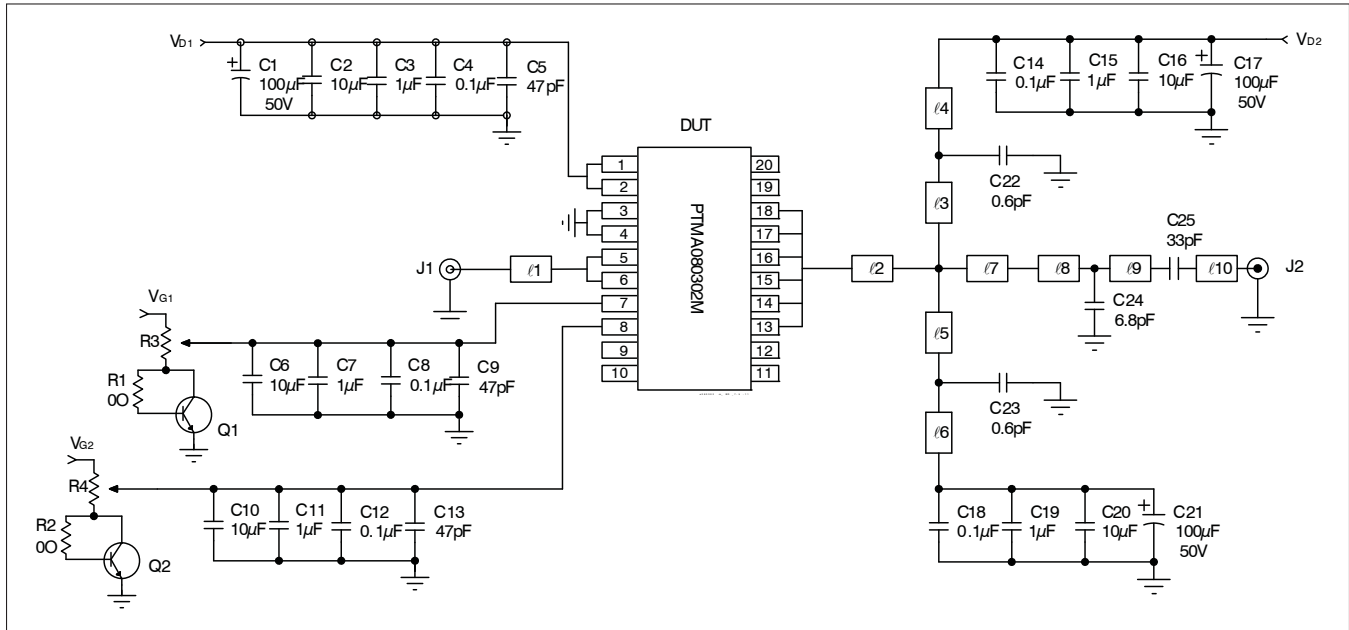 VD1
C1
100µF
50V
C2
10µF
C3
1µF
C4
0.1µF
C5
47pF
C14
0.1µF
C15
1µF
C16
10µF
C17
100µF
50V
VD2
DUT
PTMA080302M
1
2
3
4
5
6
7
8
9
10
20
19
18
17
16
15
14
13
12
11
J1
ℓ1
ℓ2
ℓ4
C22
0.6pF
ℓ3
ℓ7
ℓ8
ℓ9
C25
33pF
ℓ10
J2
C24
6.8pF
ℓ5
C23
0.6pF
ℓ6
VG1
R3
R1
0O
Q1
C6
10µF
C7
1µF
C8
0.1µF
C9
47pF
VG2
R4
R2
0O
Q2
C10
10µF
C11
1µF
C12
0.1µF
C13
47pF
C18
0.1µF
C19
1µF
C20
10µF
C21
100µF
50V